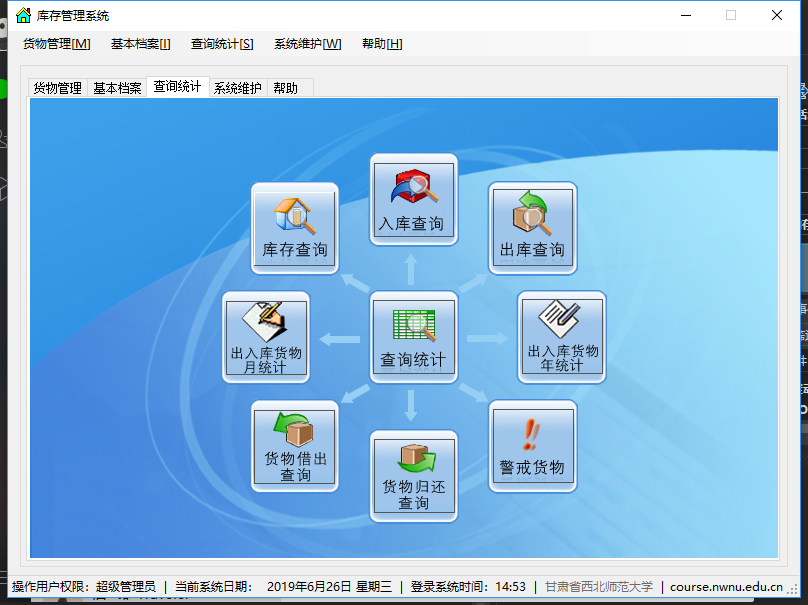 库存管理系统
货物管理[M] 基本档案[I] 查询统计[S] 系统维护[W] 帮助[H]
货物管理 基本档案 查询统计 系统维护 帮助
入库查询
库存查询
出库查询
出入库货物
月统计
查询统计
出入库货物
年统计
货物借出
查询
货物归还
查询
警戒货物
操作用户权限: 超级管理员 | 当前系统日期: 2019年6月26日 星期三 | 登录系统时间: 14:53 | 甘肃省西北师范大学 | course.nwnu.edu.cn